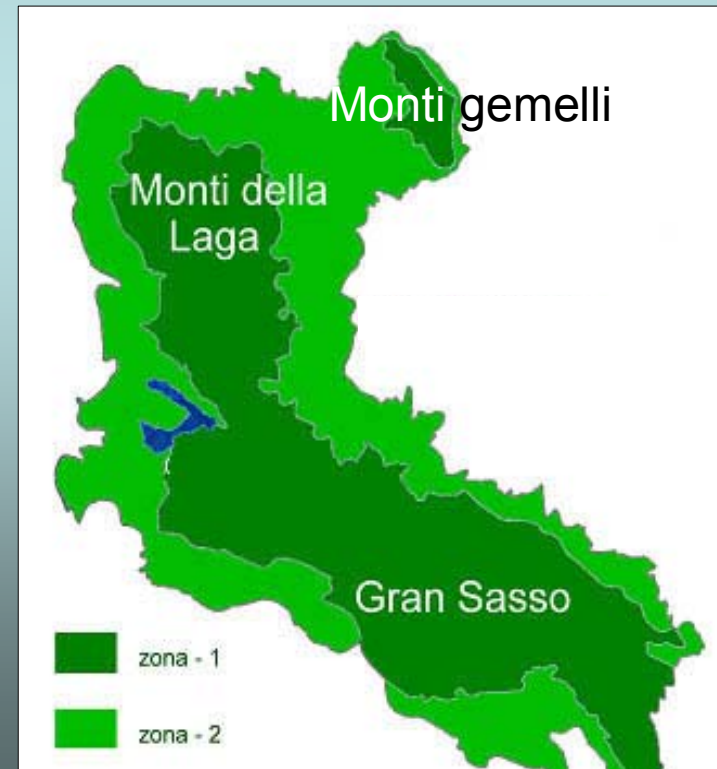 Monti gemelli
Monti della
Laga
Gran Sasso
zona - 1
zona - 2